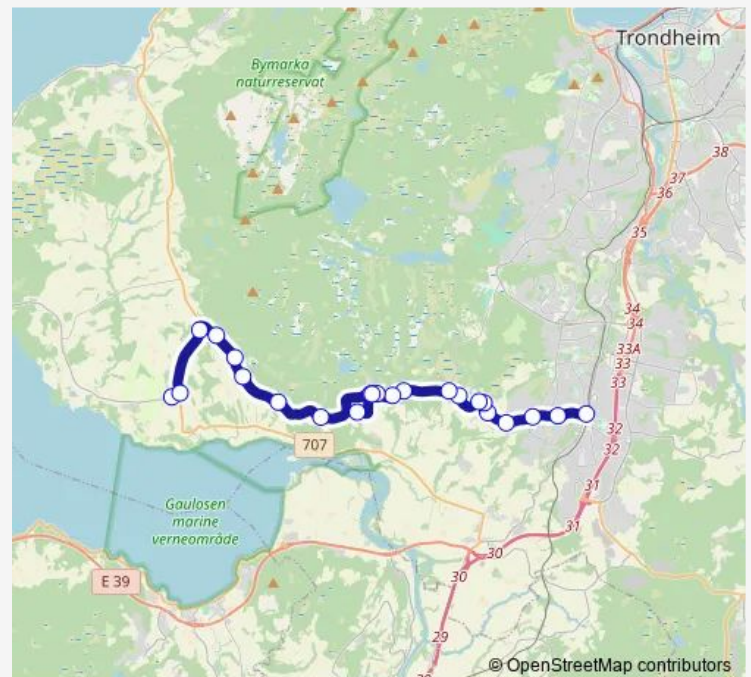 Trondheim
Bymarka
naturreservat
38
37
36
35
34
34
33A
33
33
32
32
707
31
31
Gaulosen
marine
verneområde
30
30
E 39
29
© OpenStreetMap contributors